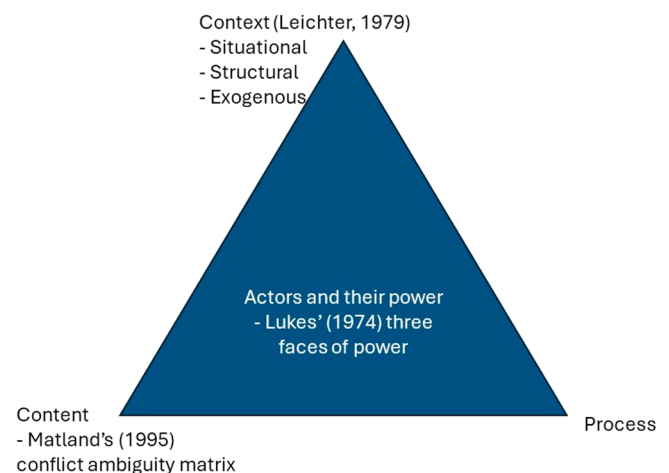 Context (Leichter, 1979)
- Situational
- Structural
- Exogenous
Actors and their power
- Lukes’ (1974) three
faces of power
Content
- Matland’s (1995)
conflict ambiguity matrix
Process